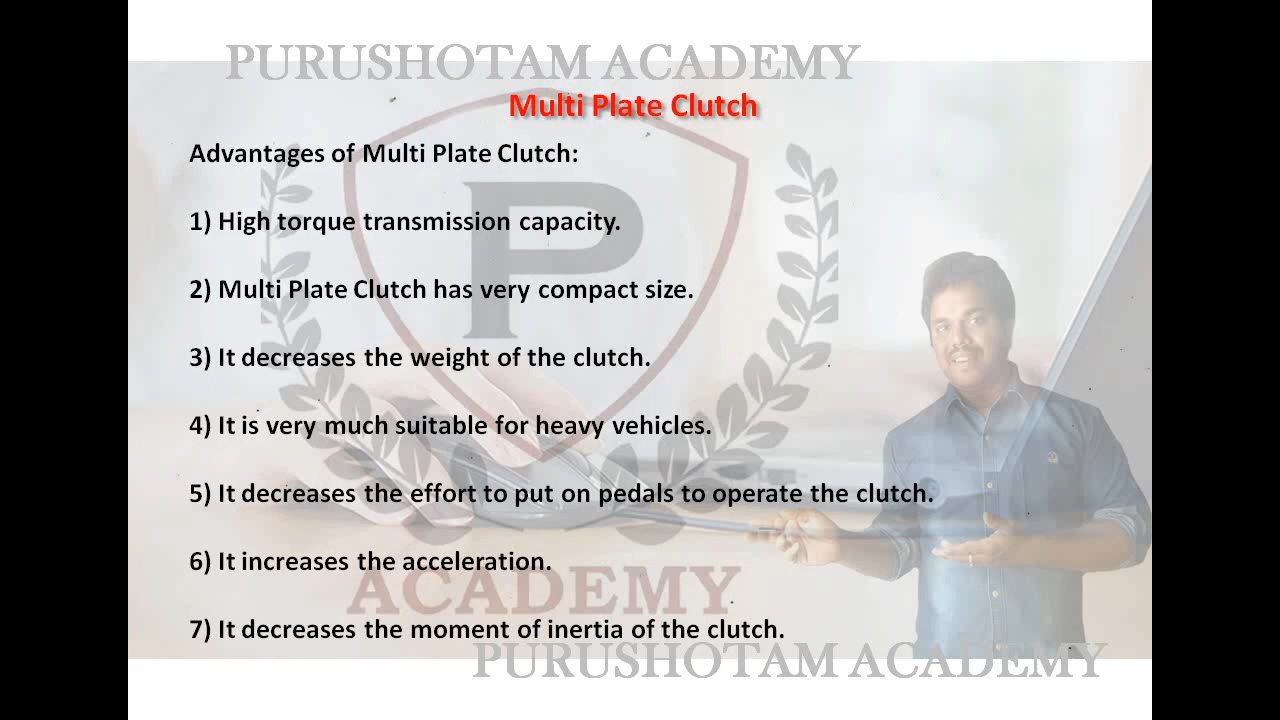 PURUSHOTAM ACADEMY
Multi Plate Clutch
Advantages of Multi Plate Clutch:
1) High torque transmission capacity.
2) Multi Plate Clutch has very compact size.
3) It decreases the weight of the clutch.
4) It is very much suitable for heavy vehicles.
5) It decreases the effort to put on pedals to operate the clutch.
6) It increases the acceleration.
7) It decreases the moment of inertia of the clutch.
P
ACADEMY
PURUSHOTAM ACADEMY